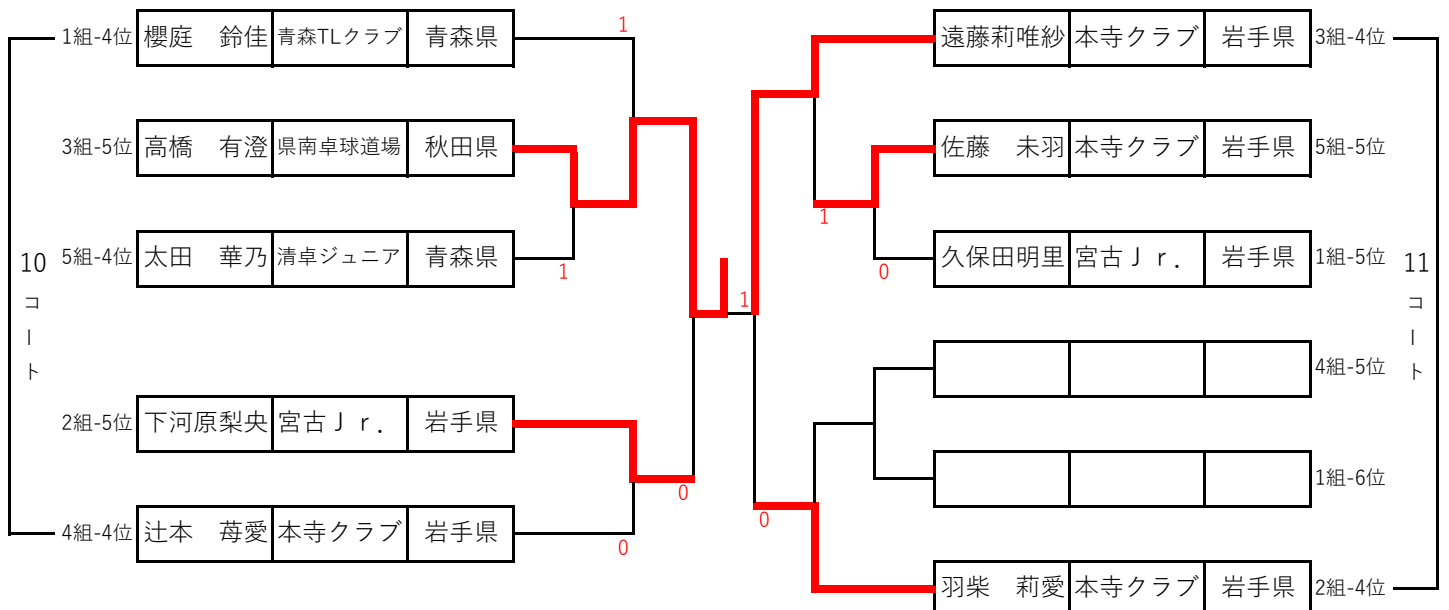 1
1組-4位 櫻庭　鈴佳 青森TLクラブ 青森県
3組-5位 高橋　有澄 県南卓球道場 秋田県
5組-4位 太田　華乃 清卓ジュニア 青森県
1
10コート
2組-5位 下河原梨央 宮古Ｊｒ． 岩手県
0
4組-4位 辻本　苺愛 本寺クラブ 岩手県
0
1
遠藤莉唯紗 本寺クラブ 岩手県 3組-4位
佐藤　未羽 本寺クラブ 岩手県 5組-5位
1
久保田明里 宮古Ｊｒ． 岩手県 1組-5位
0
11コート
4組-5位
1組-6位
0
羽柴　莉愛 本寺クラブ 岩手県 2組-4位